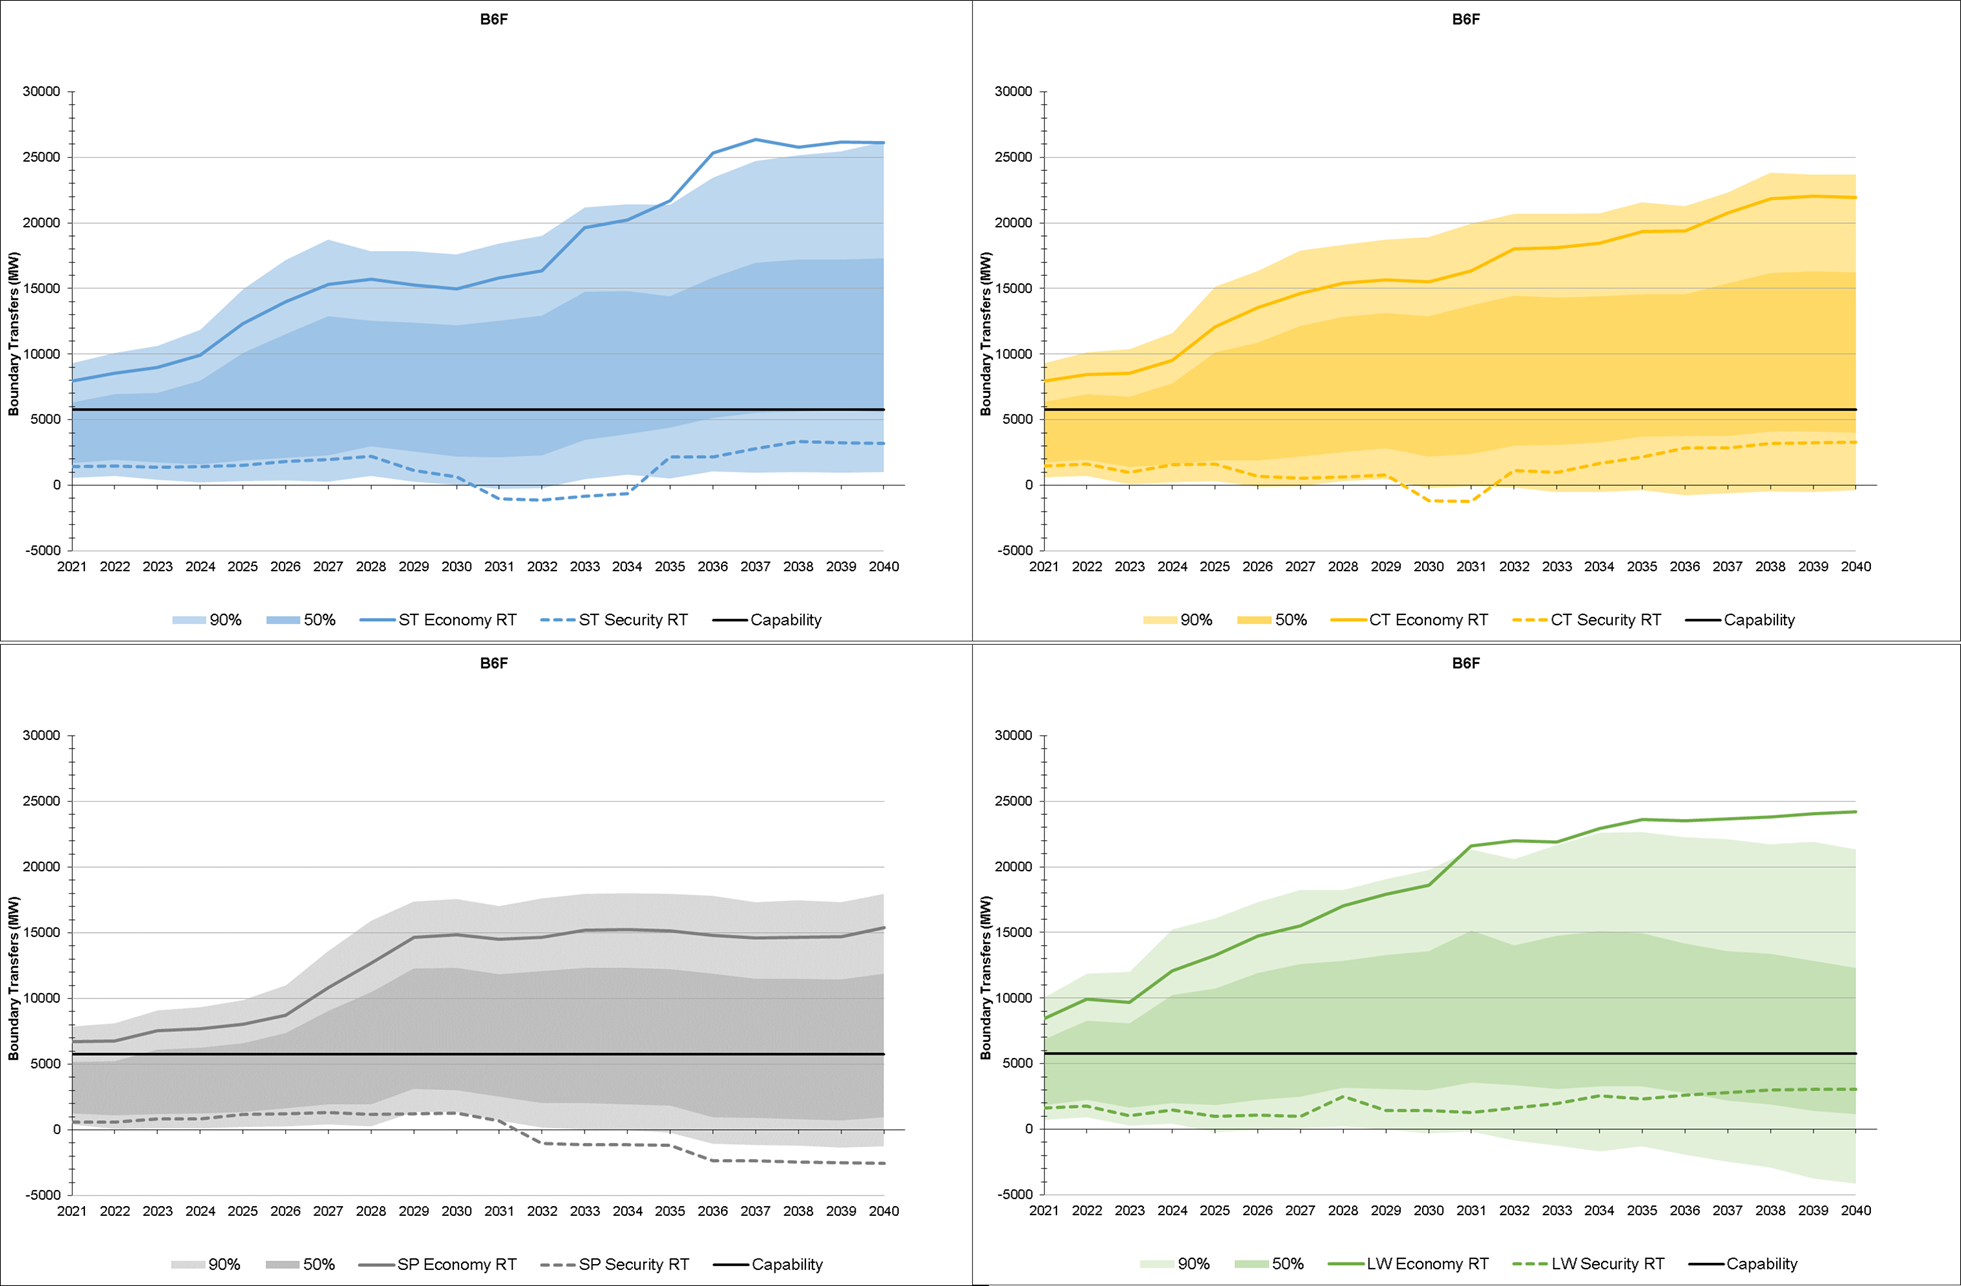 B6F
30000
25000
20000
15000
10000
5000
0
-5000
Boundary Transfers (MW)
2021 2022 2023 2024 2025 2026 2027 2028 2029 2030 2031 2032 2033 2034 2035 2036 2037 2038 2039 2040
90% 50% ST Economy RT ST Security RT Capability
B6F
30000
25000
20000
15000
10000
5000
0
-5000
Boundary Transfers (MW)
2021 2022 2023 2024 2025 2026 2027 2028 2029 2030 2031 2032 2033 2034 2035 2036 2037 2038 2039 2040
90% 50% CT Economy RT CT Security RT Capability
B6F
30000
25000
20000
15000
10000
5000
0
-5000
Boundary Transfers (MW)
2021 2022 2023 2024 2025 2026 2027 2028 2029 2030 2031 2032 2033 2034 2035 2036 2037 2038 2039 2040
90% 50% SP Economy RT SP Security RT Capability
B6F
30000
25000
20000
15000
10000
5000
0
-5000
Boundary Transfers (MW)
2021 2022 2023 2024 2025 2026 2027 2028 2029 2030 2031 2032 2033 2034 2035 2036 2037 2038 2039 2040
90% 50% LW Economy RT LW Security RT Capability